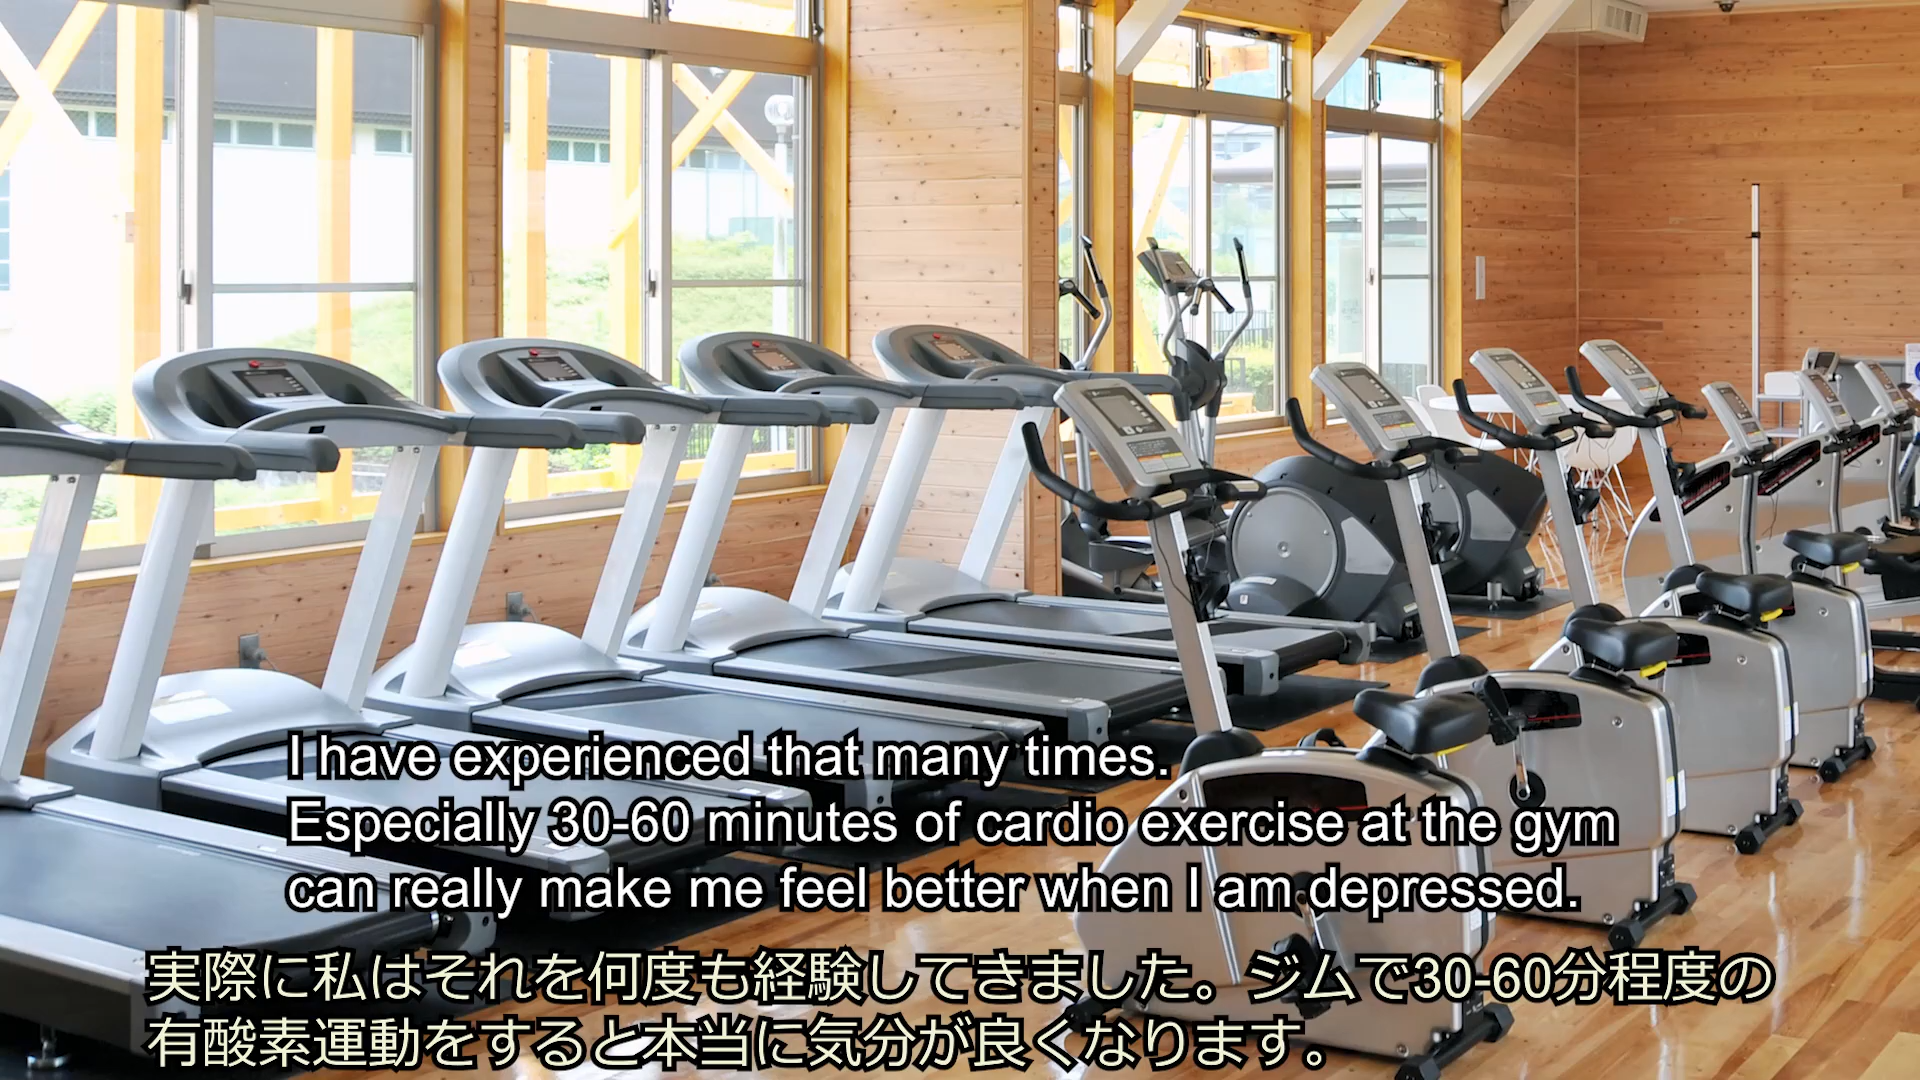 I have experienced that many times.
Especially 30-60 minutes of cardio exercise at the gym
can really make me feel better when I am depressed.
実際に私はそれを何度も経験してきました。ジムで30-60分程度の
有酸素運動をすると本当に気分が良くなります。